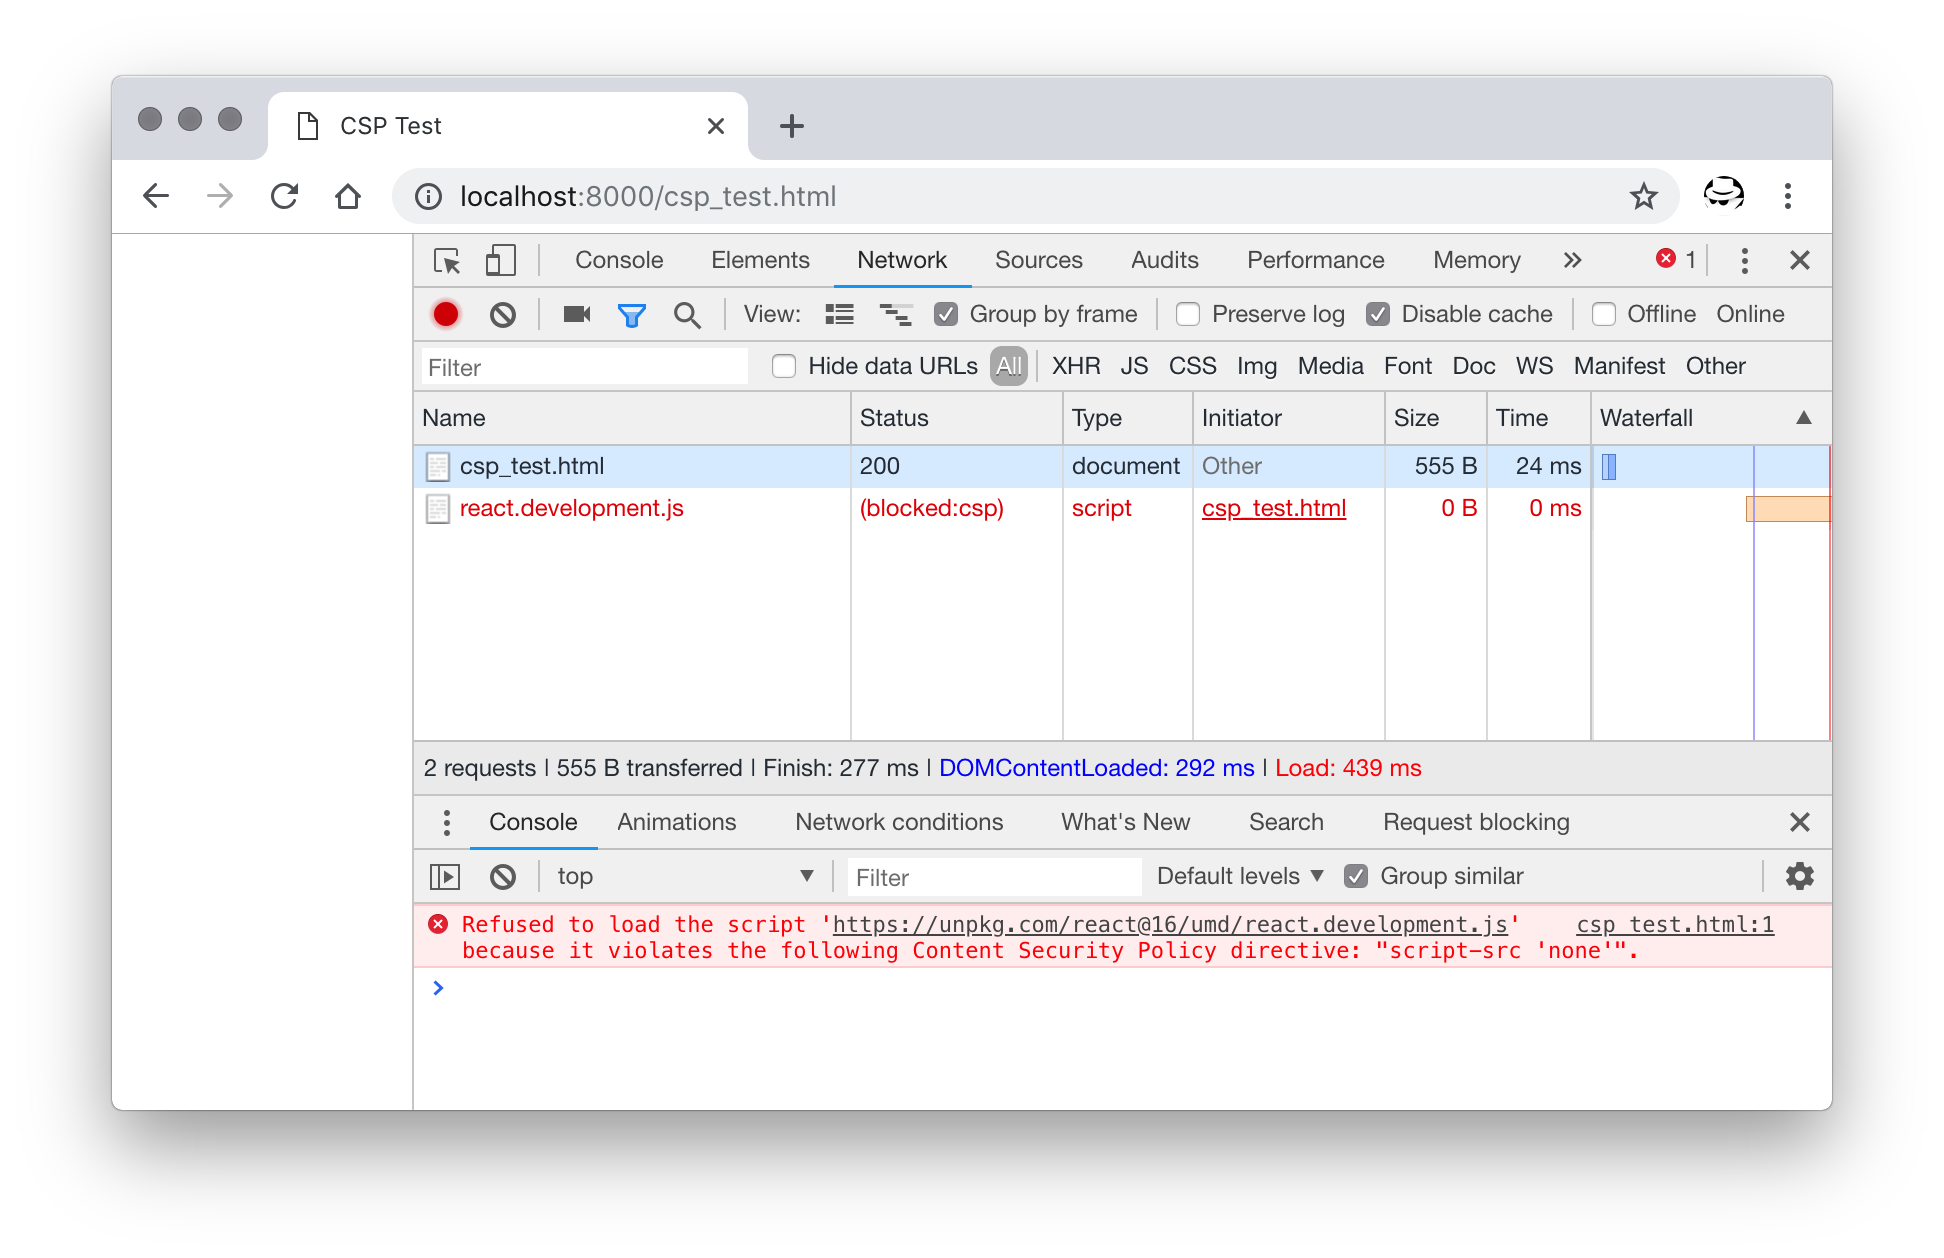 CSP Test
localhost:8000/csp_test.html
Console Elements Network Sources Audits Performance Memory 1
View: Group by frame Preserve log Disable cache Offline Online
Filter Hide data URLs All XHR JS CSS Img Media Font Doc WS Manifest Other
Name Status Type Initiator Size Time Waterfall
csp_test.html 200 document Other 555 B 24 ms
react.development.js (blocked:csp) script csp_test.html 0 B 0 ms
2 requests | 555 B transferred | Finish: 277 ms | DOMContentLoaded: 292 ms | Load: 439 ms
Console Animations Network conditions What's New Search Request blocking
top Filter Default levels Group similar
Refused to load the script 'https://unpkg.com/react@16/umd/react.development.js' csp_test.html:1
because it violates the following Content Security Policy directive: "script-src 'none'".